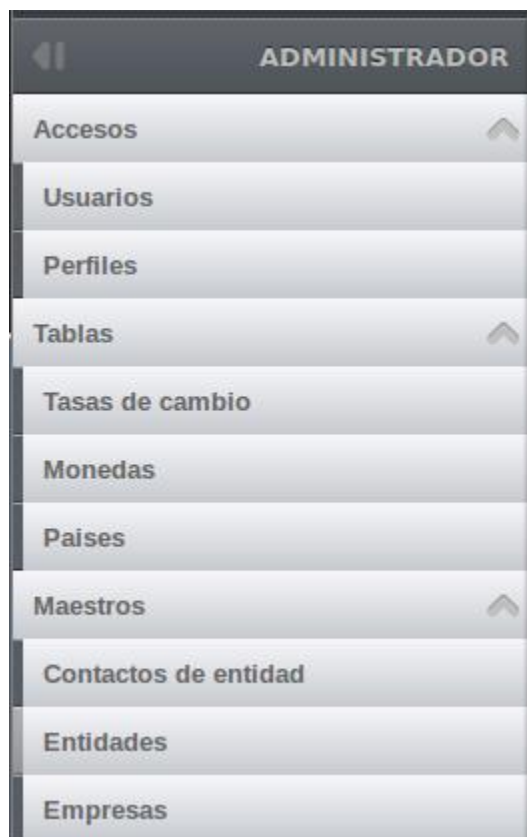 ADMINISTRADOR
Accesos
Usuarios
Perfiles
Tablas
Tasas de cambio
Monedas
Paises
Maestros
Contactos de entidad
Entidades
Empresas